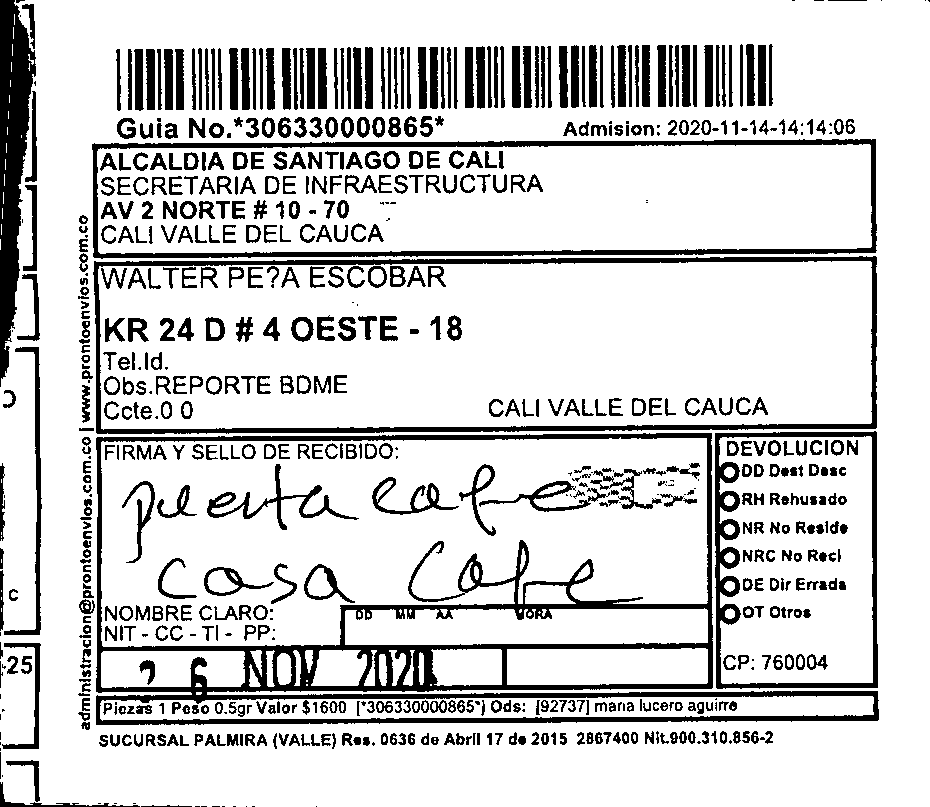 Guia No.*306330000865*
Admision: 2020-11-14-14:14:06
ALCALDIA DE SANTIAGO DE CALI
SECRETARIA DE INFRAESTRUCTURA
AV 2 NORTE # 10 - 70
CALI VALLE DEL CAUCA
WALTER PE?A ESCOBAR
KR 24 D # 4 OESTE - 18
Tel.Id.
Obs.REPORTE BDME
Ccte.0 0
CALI VALLE DEL CAUCA
administracion@prontoenvios.com.co | www.prontoenvios.com.co
FIRMA Y SELLO DE RECIBIDO:
puerta cafe
casa Cafe
NOMBRE CLARO:
NIT - CC - TI - PP:
DD MM AA HORA
26 NOV 2020
DEVOLUCION
DD Dest Desc
RH Rehusado
NR No Reside
NRC No Recl
DE Dir Errada
OT Otros
CP: 760004
Piezas 1 Peso 0.5gr Valor $1600 [*306330000865*) Ods: [92737] maria lucero aguirre
SUCURSAL PALMIRA (VALLE) Res. 0636 de Abril 17 de 2015 2867400 Nit.900.310.856-2
C
-25